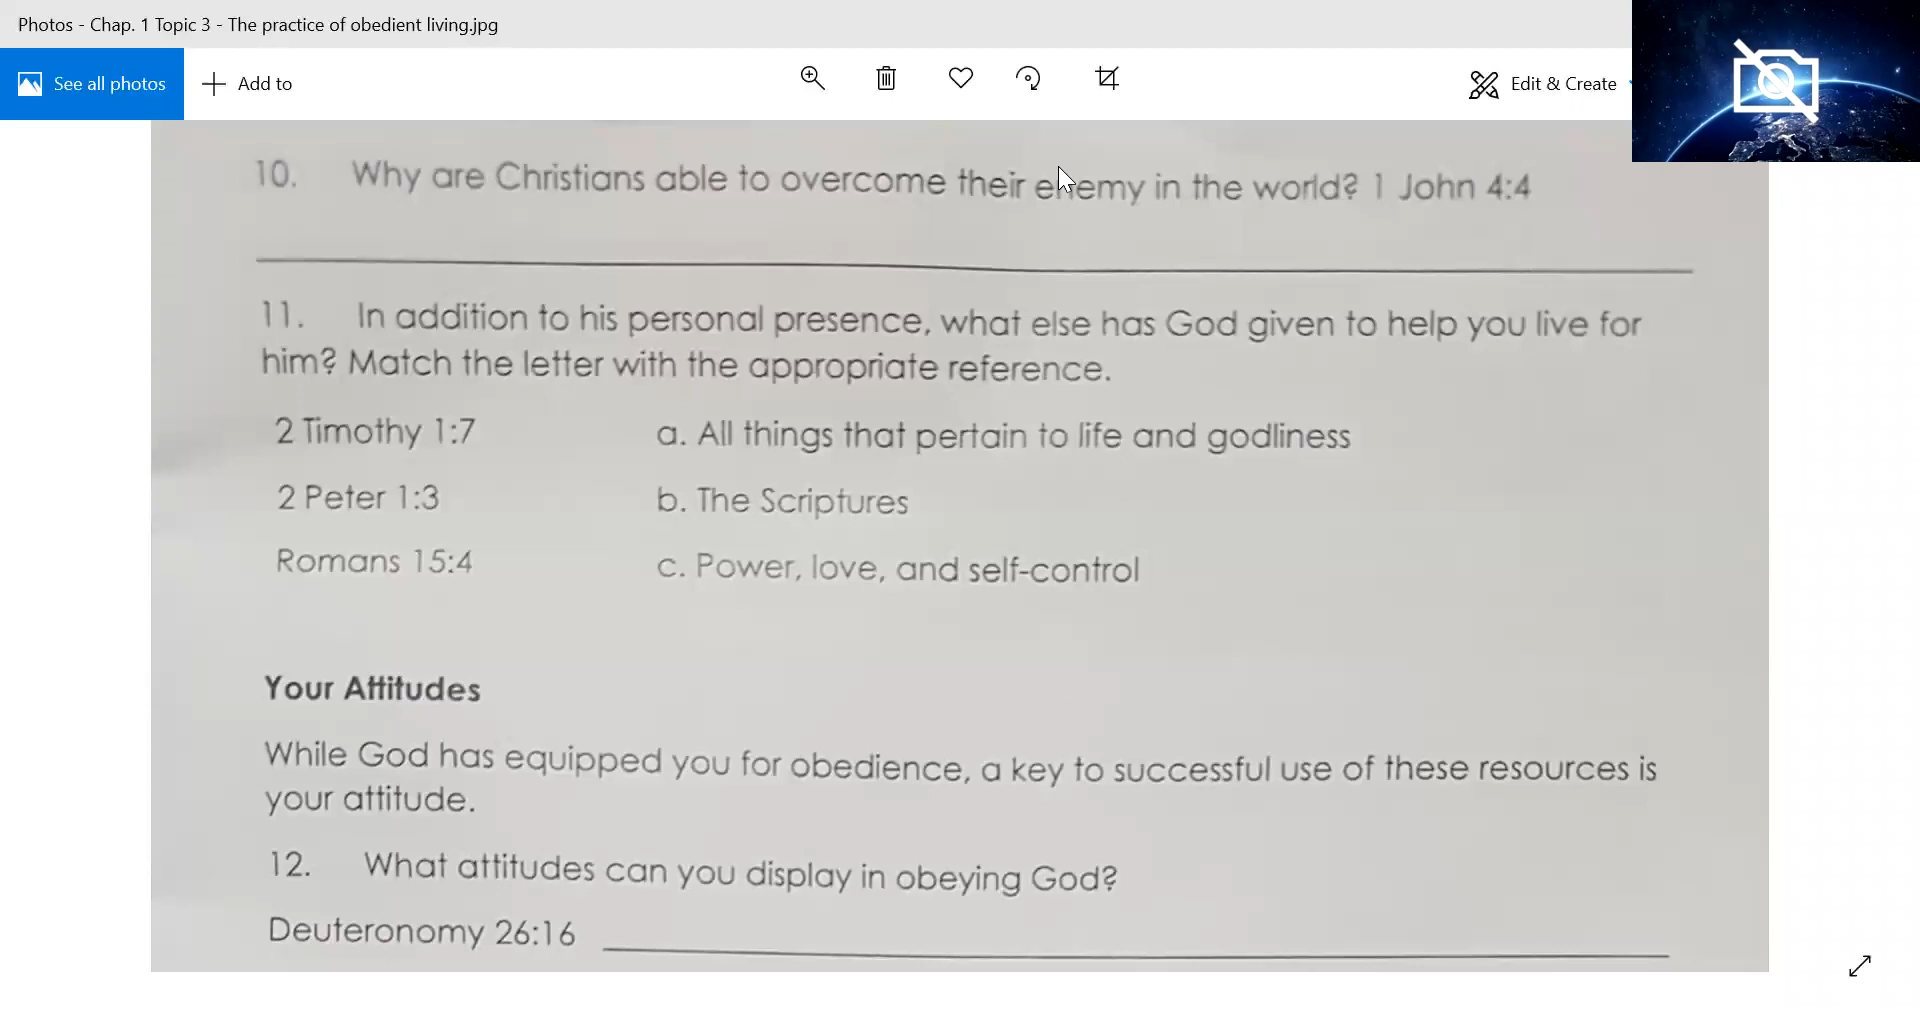 Photos - Chap. 1 Topic 3 - The practice of obedient living.jpg
See all photos
Add to
Edit & Create
10. Why are Christians able to overcome their enemy in the world? 1 John 4:4
11. In addition to his personal presence, what else has God given to help you live for
him? Match the letter with the appropriate reference.
2 Timothy 1:7 a. All things that pertain to life and godliness
2 Peter 1:3 b. The Scriptures
Romans 15:4 c. Power, love, and self-control
Your Attitudes
While God has equipped you for obedience, a key to successful use of these resources is
your attitude.
12. What attitudes can you display in obeying God?
Deuteronomy 26:16